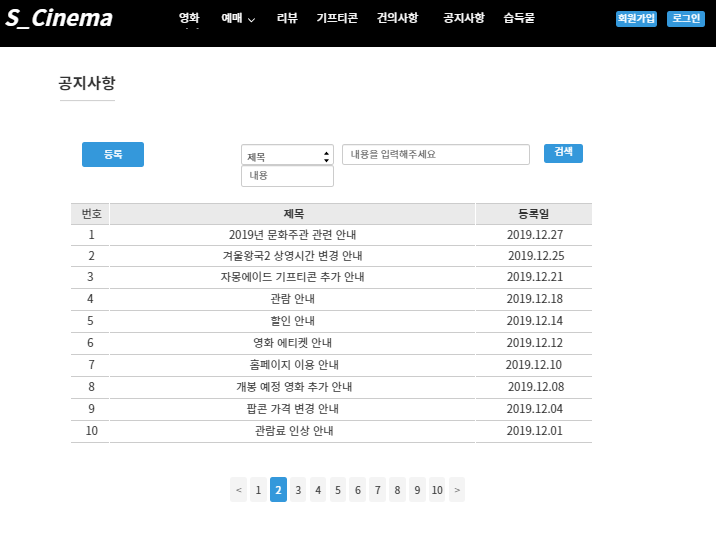 S_Cinema 영화 예매 리뷰 기프티콘 건의사항 공지사항 습득물 회원가입 로그인
공지사항
등록 제목 내용을 입력해주세요 검색
내용
번호 제목 등록일
1 2019년 문화주관 관련 안내 2019.12.27
2 겨울왕국2 상영시간 변경 안내 2019.12.25
3 자몽에이드 기프티콘 추가 안내 2019.12.21
4 관람 안내 2019.12.18
5 할인 안내 2019.12.14
6 영화 에티켓 안내 2019.12.12
7 홈페이지 이용 안내 2019.12.10
8 개봉 예정 영화 추가 안내 2019.12.08
9 팝콘 가격 변경 안내 2019.12.04
10 관람료 인상 안내 2019.12.01
< 1 2 3 4 5 6 7 8 9 10 >